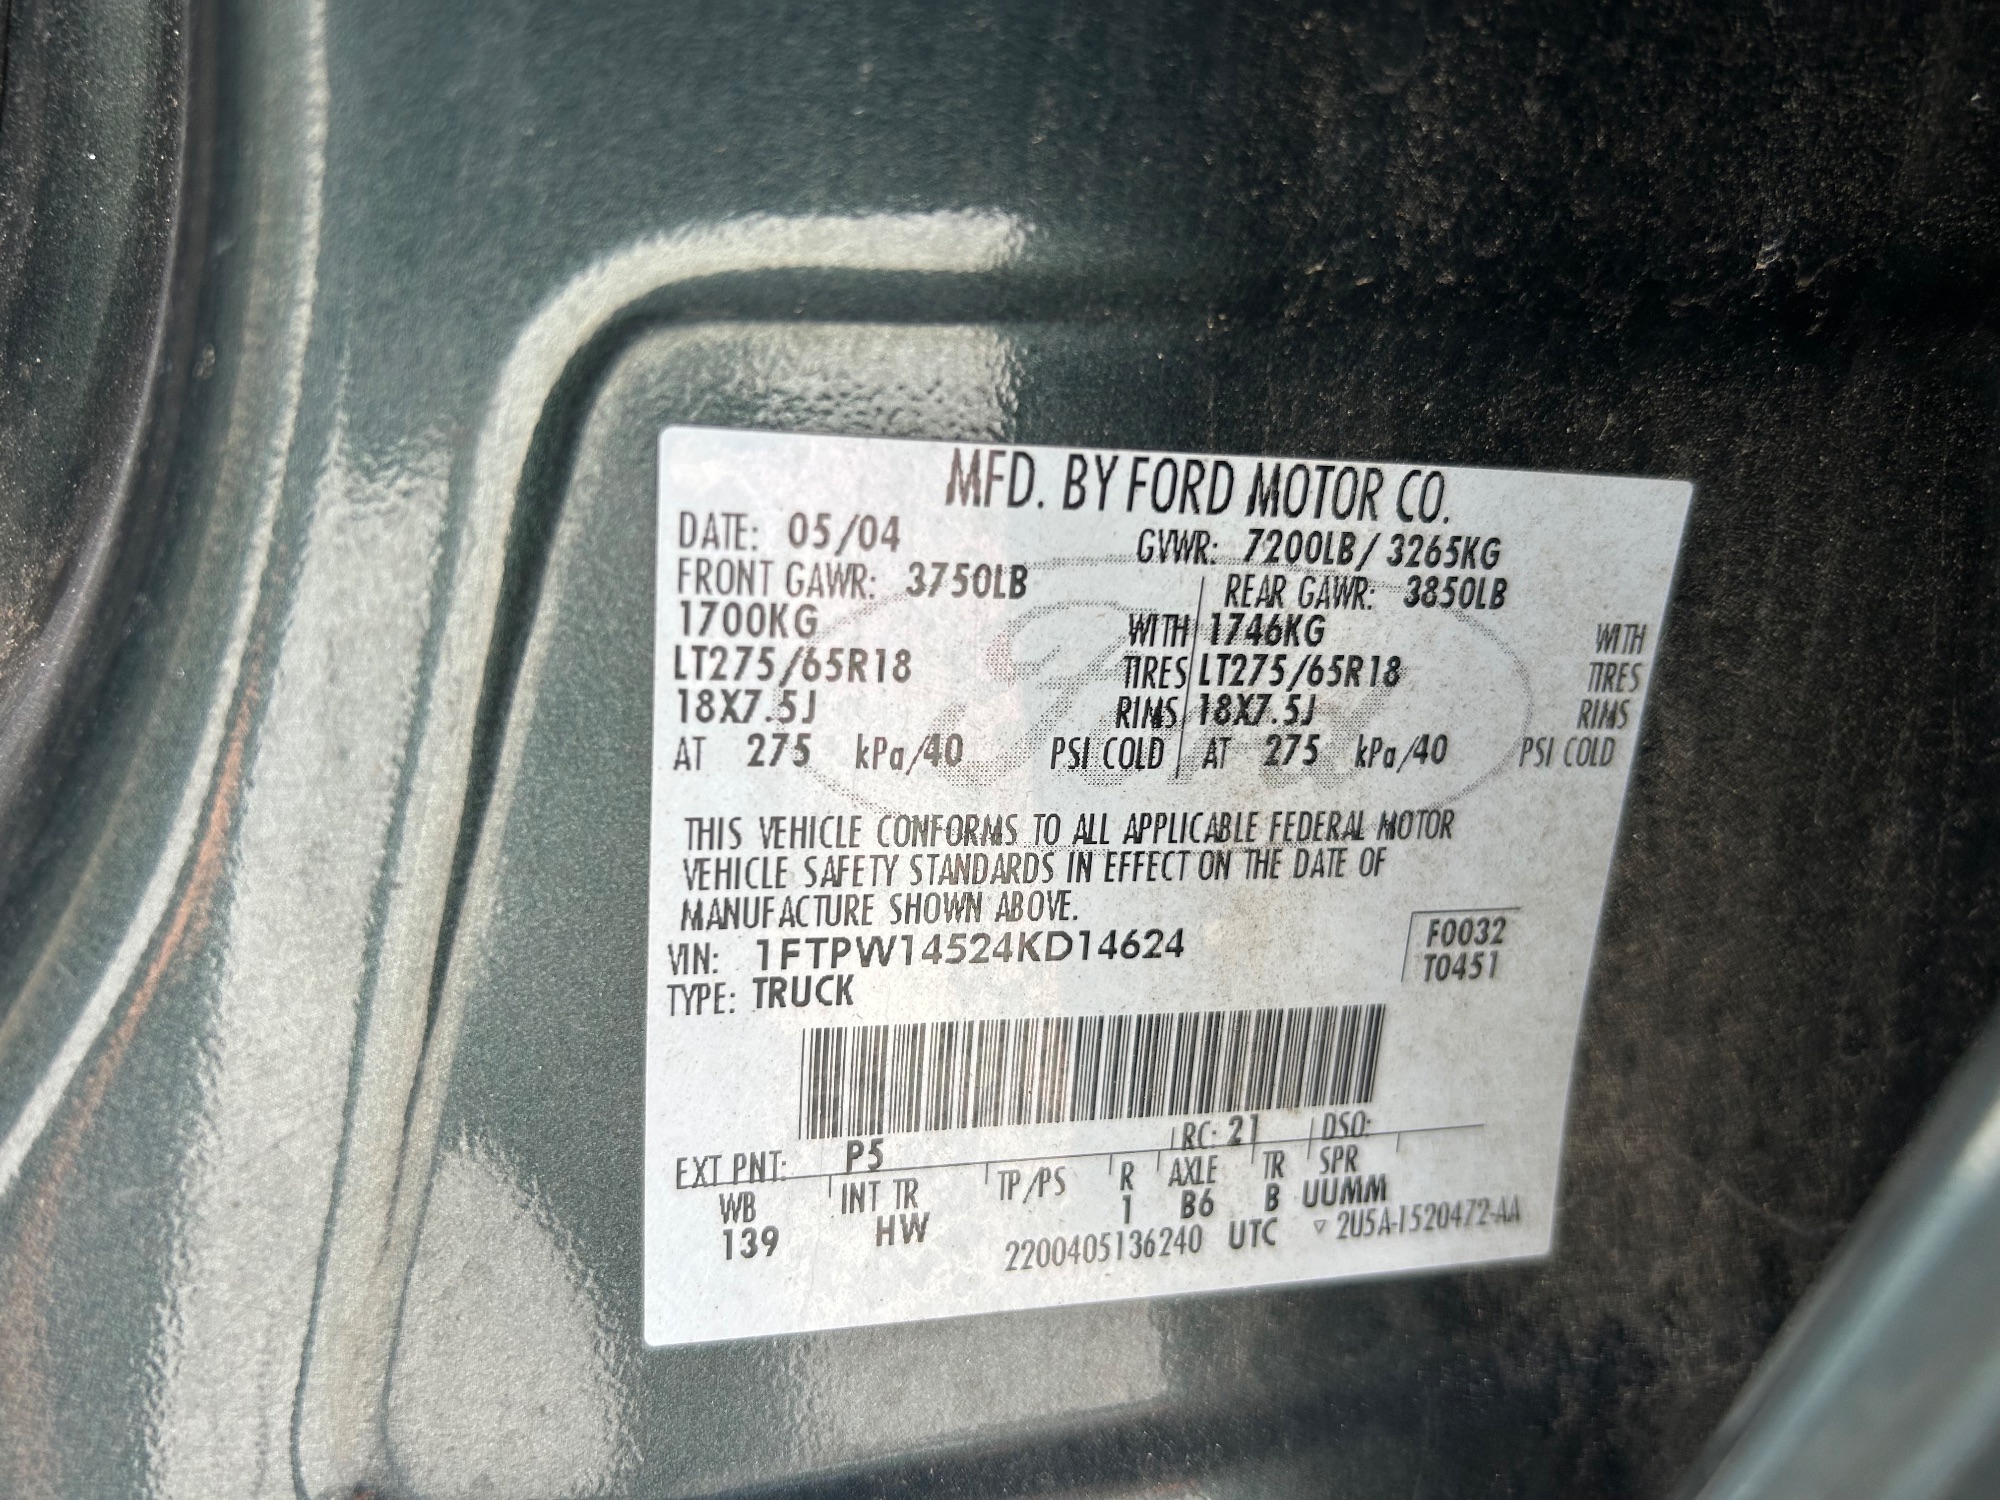 MFD. BY FORD MOTOR CO.
DATE: 05/04 GVWR: 7200LB / 3265KG
FRONT GAWR: 3750LB REAR GAWR: 3850LB
1700KG WITH 1746KG WITH
LT275/65R18 TIRES LT275/65R18 TIRES
18X7.5J RIMS 18X7.5J RIMS
AT 275 kPa/40 PSI COLD AT 275 kPa/40 PSI COLD
Ford
THIS VEHICLE CONFORMS TO ALL APPLICABLE FEDERAL MOTOR
VEHICLE SAFETY STANDARDS IN EFFECT ON THE DATE OF
MANUFACTURE SHOWN ABOVE.
VIN: 1FTPW14524KD14624 F0032
TYPE: TRUCK T0451
EXT PNT: P5 RC: 21 DSO:
WB INT TR TP/PS R AXLE TR SPR
139 HW 1 B6 B UUMM
2200405136240 UTC ▿ 2U5A-1520472-AA